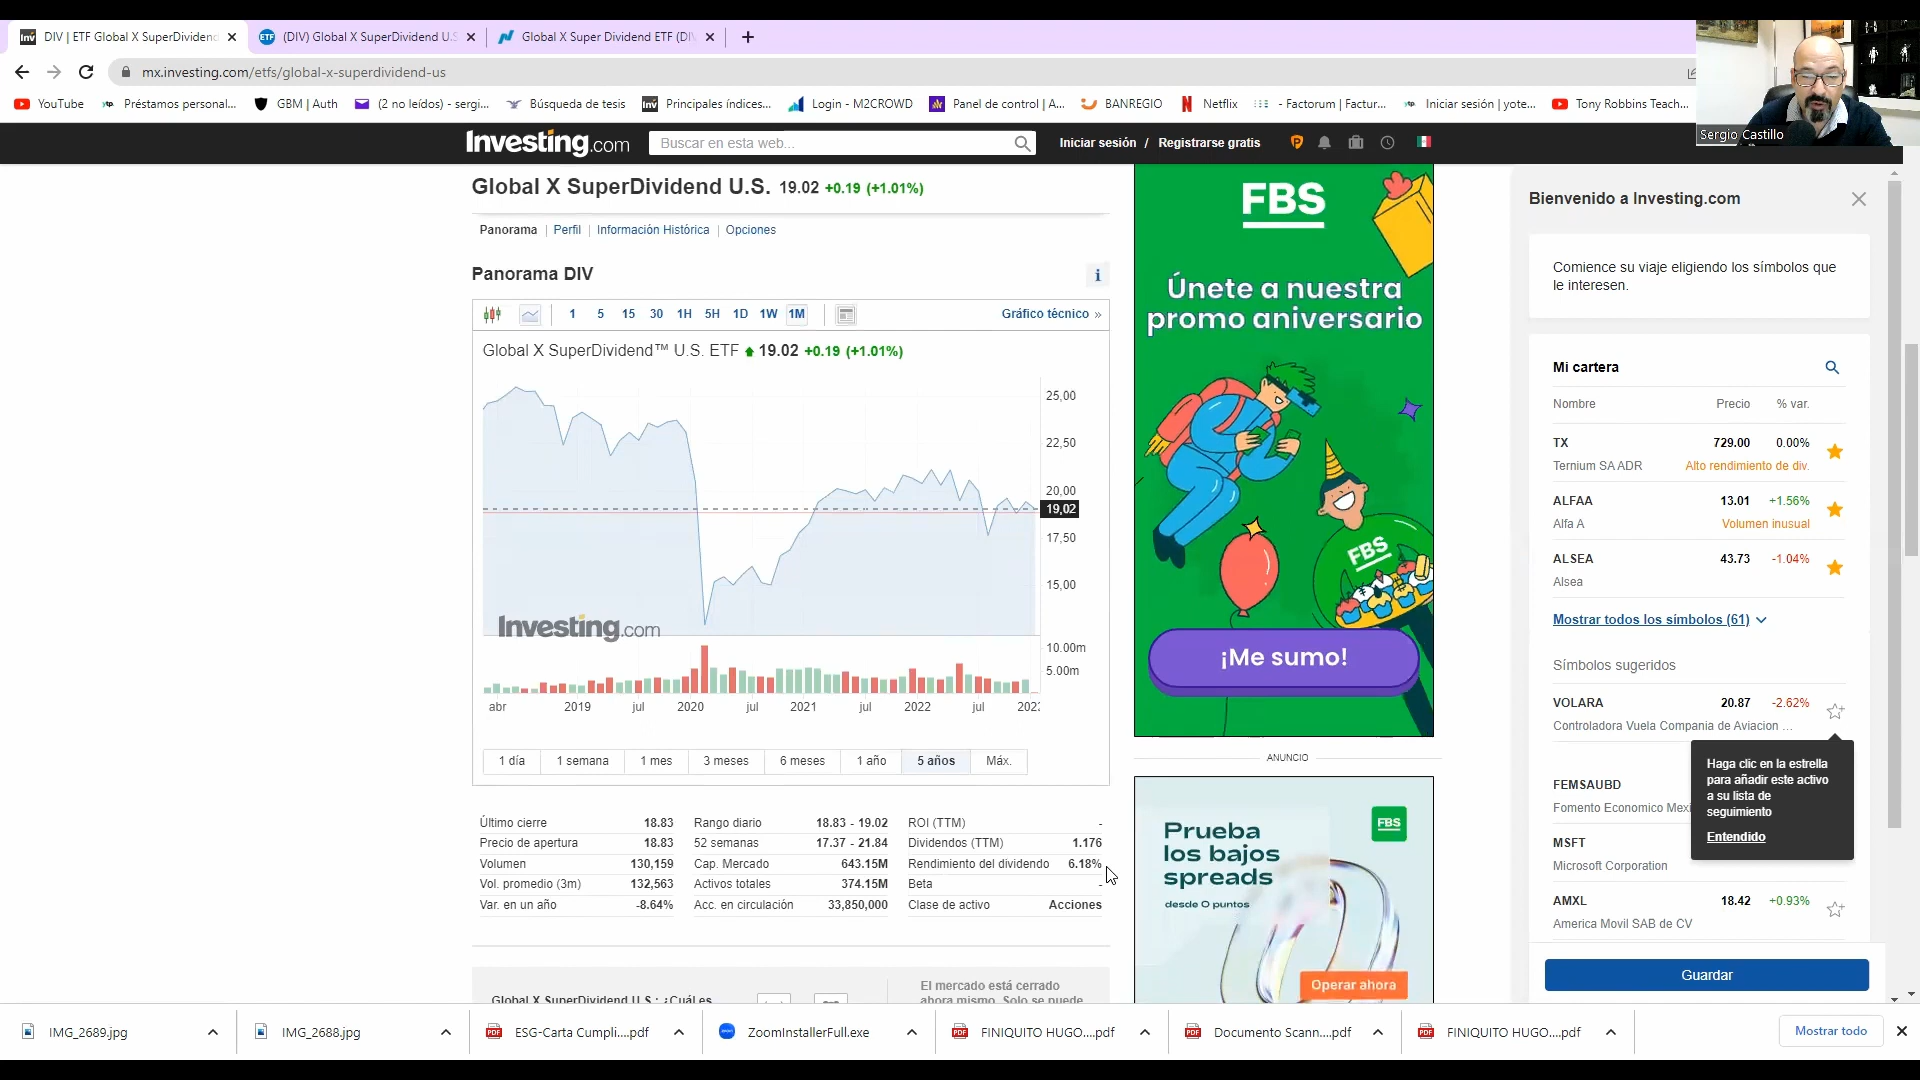 DIV | ETF Global X SuperDividend
(DIV) Global X SuperDividend U.S
Global X Super Dividend ETF (DIV
mx.investing.com/etfs/global-x-superdividend-us
YouTube
Préstamos personal...
GBM | Auth
(2 no leídos) - sergi...
Búsqueda de tesis
Principales índices...
Login - M2CROWD
Panel de control | A...
BANREGIO
Netflix
- Factorum | Factur...
Iniciar sesión | yote...
Tony Robbins Teach...
Sergio Castillo
Investing.com
Buscar en esta web...
Iniciar sesión / Registrarse gratis
Global X SuperDividend U.S. 19.02 +0.19 (+1.01%)
Panorama | Perfil | Información Histórica | Opciones
Panorama DIV
1 5 15 30 1H 5H 1D 1W 1M
Gráfico técnico »
Global X SuperDividend™ U.S. ETF 19.02 +0.19 (+1.01%)
25,00
22,50
20,00
19,02
17,50
15,00
Investing.com
10.00m
5.00m
abr 2019 jul 2020 jul 2021 jul 2022 jul
1 día 1 semana 1 mes 3 meses 6 meses 1 año 5 años Máx.
Último cierre 18.83 Rango diario 18.83 - 19.02 ROI (TTM) -
Precio de apertura 18.83 52 semanas 17.37 - 21.84 Dividendos (TTM) 1.176
Volumen 130,159 Cap. Mercado 643.15M Rendimiento del dividendo 6.18%
Vol. promedio (3m) 132,563 Activos totales 374.15M Beta -
Var. en un año -8.64% Acc. en circulación 33,850,000 Clase de activo Acciones
Global X SuperDividend U.S.: ¿Cuál es
El mercado está cerrado
ahora mismo. Solo se puede
FBS
Únete a nuestra
promo aniversario
FBS
¡Me sumo!
ANUNCIO
Prueba
los bajos
spreads
desde 0 puntos
FBS
Operar ahora
Bienvenido a Investing.com
Comience su viaje eligiendo los símbolos que
le interesen.
Mi cartera
Nombre Precio % var.
TX 729.00 0.00%
Ternium SA ADR Alto rendimiento de div.
ALFAA 13.01 +1.56%
Alfa A Volumen inusual
ALSEA 43.73 -1.04%
Alsea
Mostrar todos los símbolos (61)
Símbolos sugeridos
VOLARA 20.87 -2.62%
Controladora Vuela Compania de Aviacion ...
Haga clic en la estrella
para añadir este activo
a su lista de
seguimiento
Entendido
FEMSAUBD
Fomento Economico Mexi
MSFT
Microsoft Corporation
AMXL 18.42 +0.93%
America Movil SAB de CV
Guardar
IMG_2689.jpg
IMG_2688.jpg
ESG-Carta Cumpli....pdf
ZoomInstallerFull.exe
FINIQUITO HUGO....pdf
Documento Scann....pdf
FINIQUITO HUGO....pdf
Mostrar todo